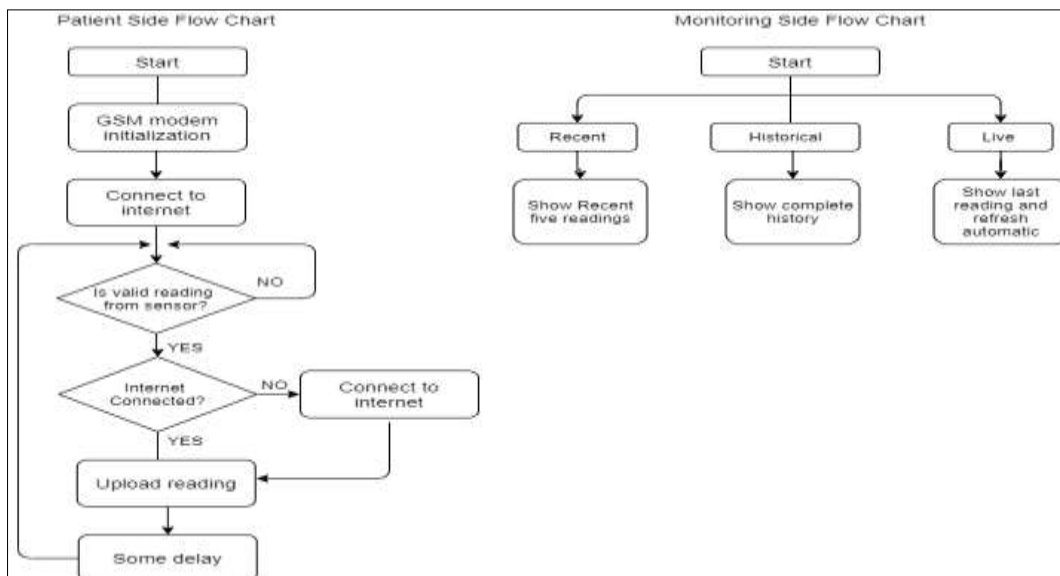 Patient Side Flow Chart
Start
GSM modem
initialization
Connect to
internet
NO
Is valid reading
from sensor?
YES
Internet
Connected?
NO
Connect to
internet
YES
Upload reading
Some delay
Monitoring Side Flow Chart
Start
Recent
Historical
Live
Show Recent
five readings
Show complete
history
Show last
reading and
refresh
automatic